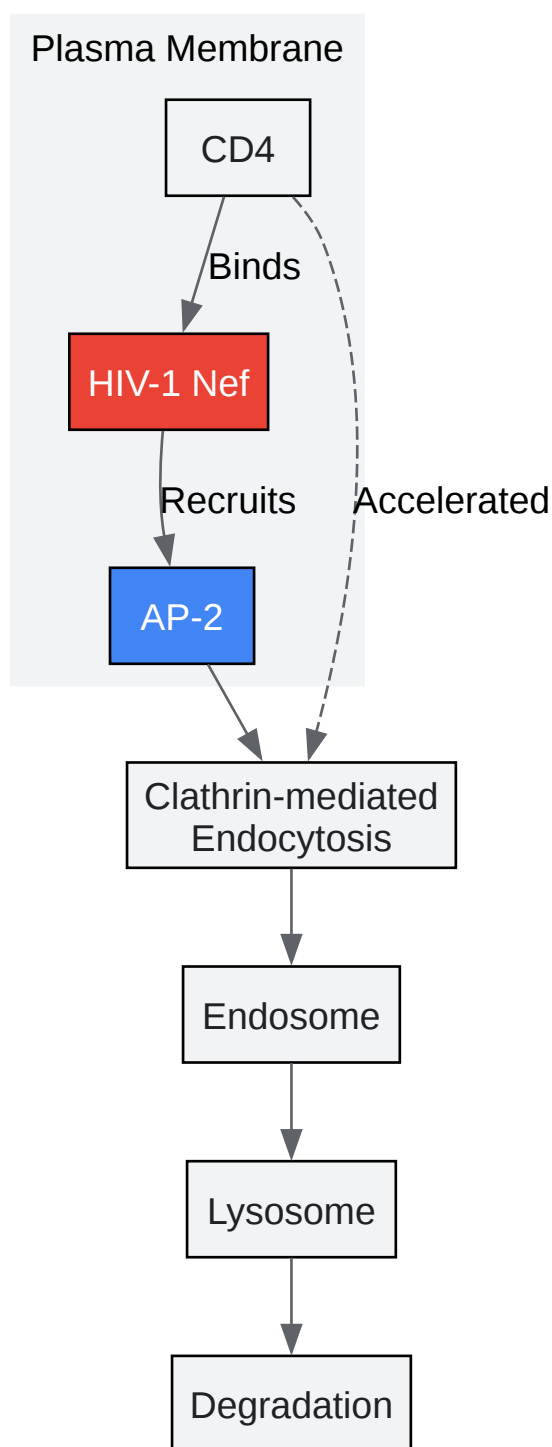 Plasma Membrane
CD4
Binds
HIV-1 Nef
Recruits
Accelerated
AP-2
Clathrin-mediated
Endocytosis
Endosome
Lysosome
Degradation